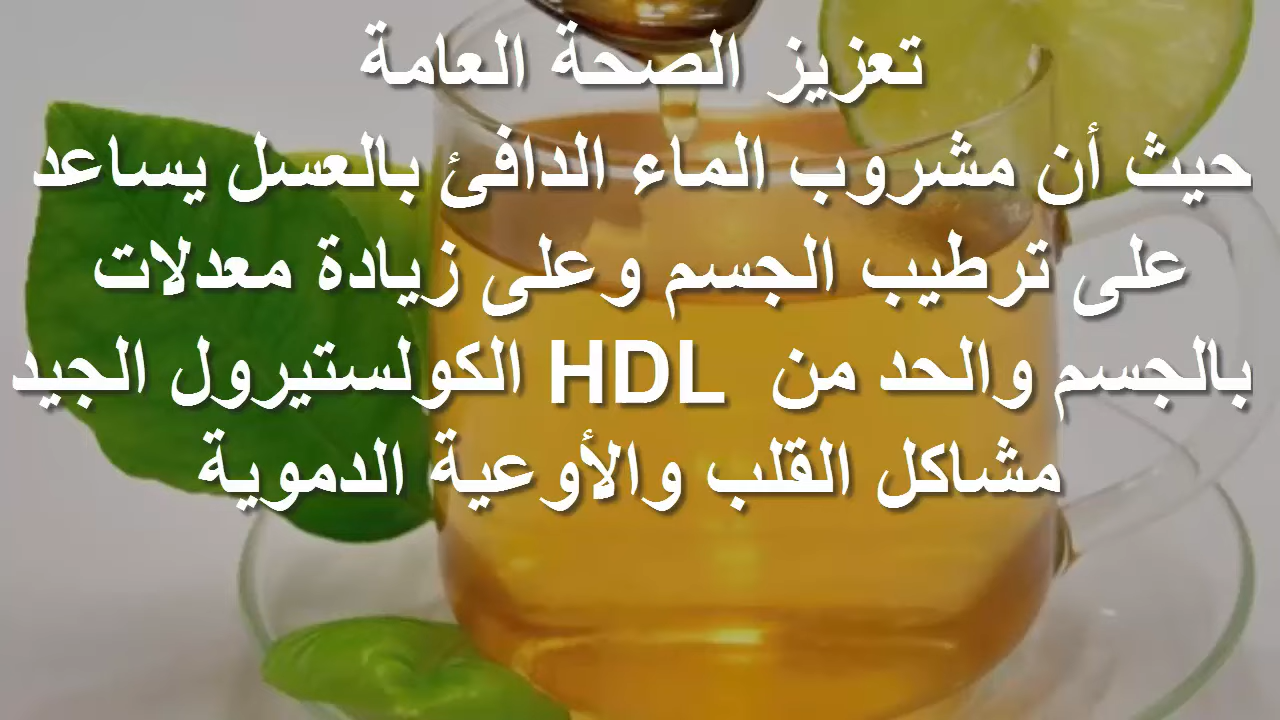 تعزيز الصحة العامة
حيث أن مشروب الماء الدافئ بالعسل يساعد
على ترطيب الجسم وعلى زيادة معدلات
بالجسم والحد من HDL الكولستيرول الجيد
مشاكل القلب والأوعية الدموية